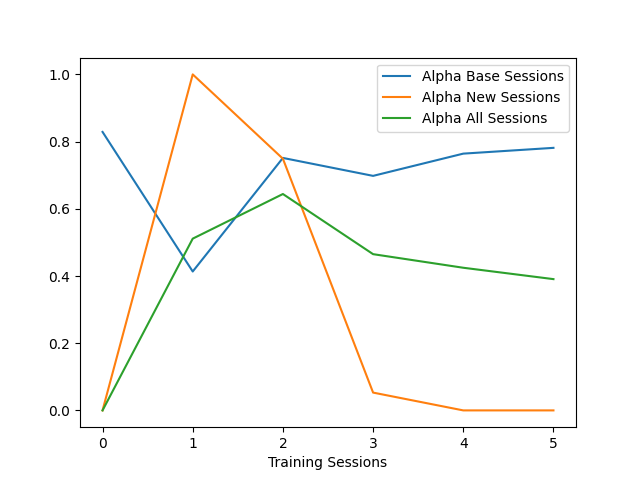 Alpha Base Sessions
Alpha New Sessions
Alpha All Sessions
1.0
0.8
0.6
0.4
0.2
0.0
0 1 2 3 4 5
Training Sessions